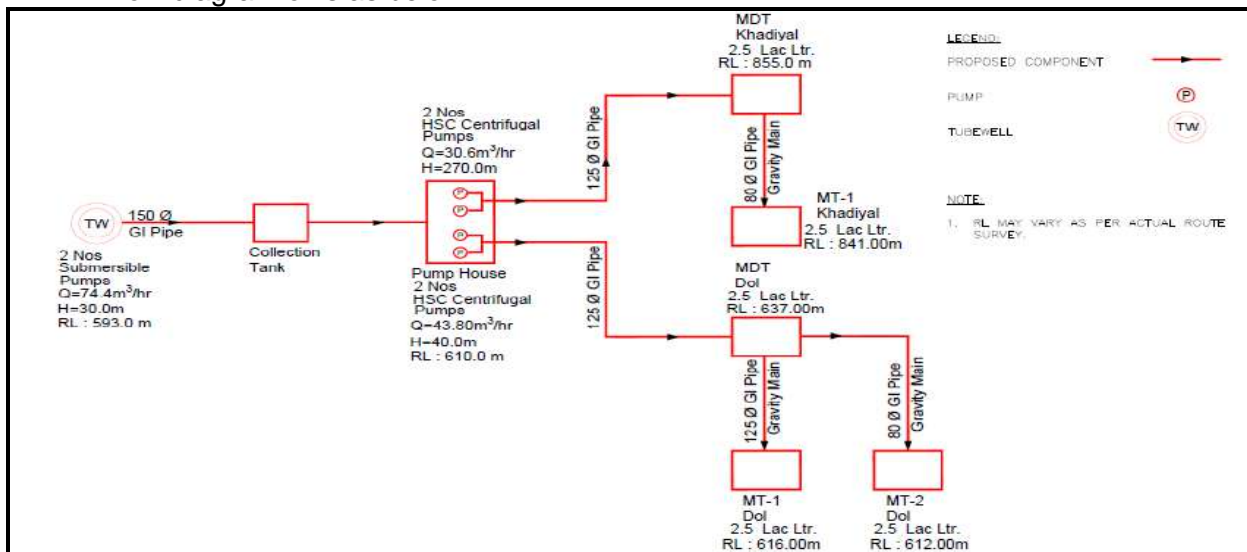 TW
150 Ø
GI Pipe
2 Nos
Submersible
Pumps
Q=74.4m³/hr
H=30.0m
RL : 593.0 m
Collection
Tank
2 Nos
HSC Centrifugal
Pumps
Q=30.6m³/hr
H=270.0m
P
P
P
P
Pump House
2 Nos
HSC Centrifugal
Pumps
Q=43.80m³/hr
H=40.0m
RL : 610.0 m
125 Ø GI Pipe
125 Ø GI Pipe
MDT
Khadiyal
2.5 Lac Ltr.
RL : 855.0 m
80 Ø GI Pipe
Gravity Main
MT-1
Khadiyal
2.5 Lac Ltr.
RL : 841.00m
MDT
Dol
2.5 Lac Ltr.
RL : 637.00m
125 Ø GI Pipe
Gravity Main
80 Ø GI Pipe
Gravity Main
MT-1
Dol
2.5 Lac Ltr.
RL : 616.00m
MT-2
Dol
2.5 Lac Ltr.
RL : 612.00m
LEGEND:
PROPOSED COMPONENT
PUMP
P
TUBEWELL
TW
NOTE:
1. RL MAY VARY AS PER ACTUAL ROUTE
SURVEY.